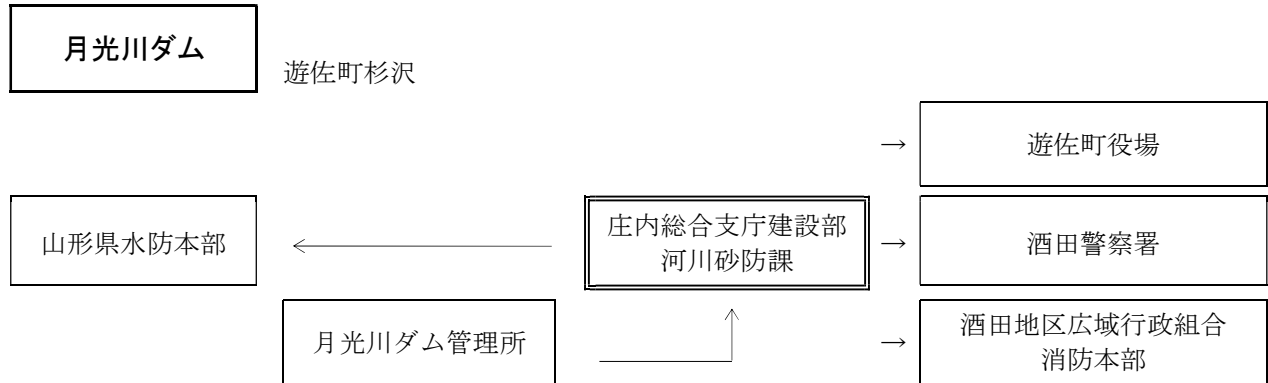 月光川ダム
遊佐町杉沢
→ 遊佐町役場
山形県水防本部
庄内総合支庁建設部
河川砂防課
→ 酒田警察署
月光川ダム管理所
→ 酒田地区広域行政組合
消防本部